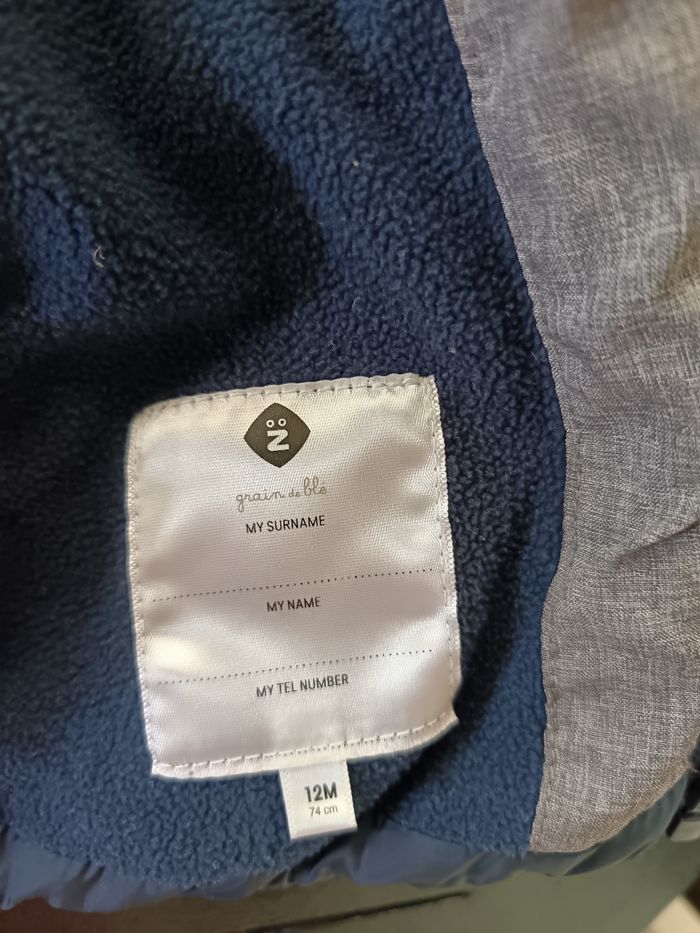 grain de blé
MY SURNAME
MY NAME
MY TEL NUMBER
12M
74 cm